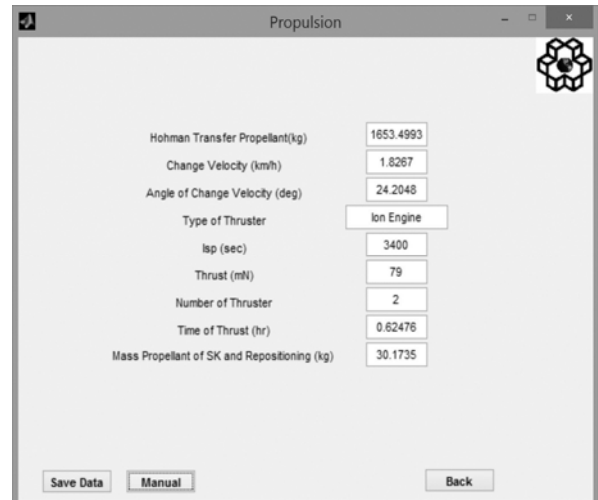 Propulsion
Hohman Transfer Propellant(kg) 1653.4993
Change Velocity (km/h) 1.8267
Angle of Change Velocity (deg) 24.2048
Type of Thruster Ion Engine
Isp (sec) 3400
Thrust (mN) 79
Number of Thruster 2
Time of Thrust (hr) 0.62476
Mass Propellant of SK and Repositioning (kg) 30.1735
Save Data Manual Back